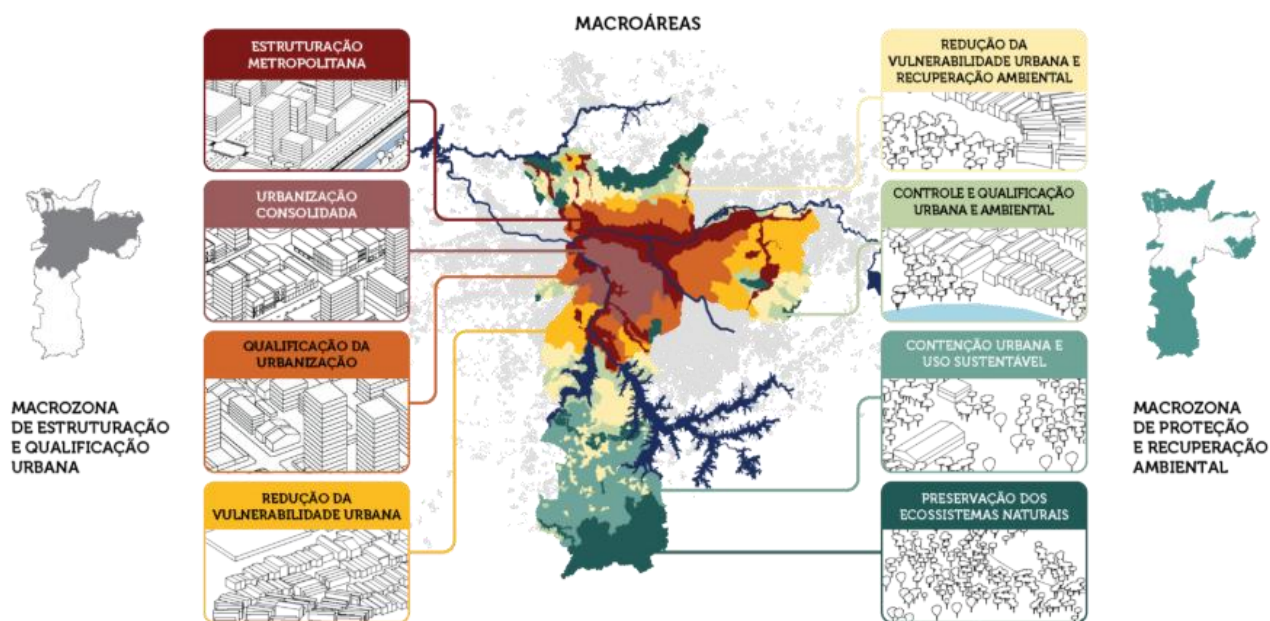 MACROÁREAS
ESTRUTURAÇÃO
METROPOLITANA
URBANIZAÇÃO
CONSOLIDADA
QUALIFICAÇÃO DA
URBANIZAÇÃO
REDUÇÃO DA
VULNERABILIDADE URBANA
MACROZONA
DE ESTRUTURAÇÃO
E QUALIFICAÇÃO
URBANA
REDUÇÃO DA
VULNERABILIDADE URBANA E
RECUPERAÇÃO AMBIENTAL
CONTROLE E QUALIFICAÇÃO
URBANA E AMBIENTAL
CONTENÇÃO URBANA E
USO SUSTENTÁVEL
PRESERVAÇÃO DOS
ECOSSISTEMAS NATURAIS
MACROZONA
DE PROTEÇÃO
E RECUPERAÇÃO
AMBIENTAL